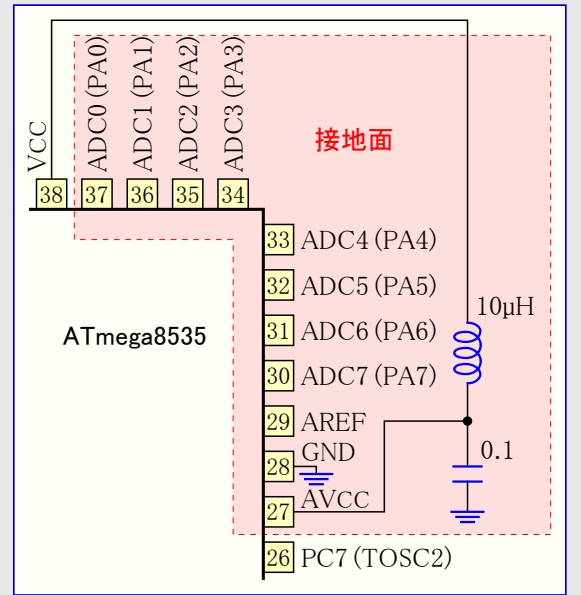 VCC
ADC0 (PA0)
ADC1 (PA1)
ADC2 (PA2)
ADC3 (PA3)
接地面
38
37
36
35
34
33 ADC4 (PA4)
32 ADC5 (PA5)
10µH
31 ADC6 (PA6)
ATmega8535
30 ADC7 (PA7)
29 AREF
28 GND
0.1
27 AVCC
26 PC7 (TOSC2)